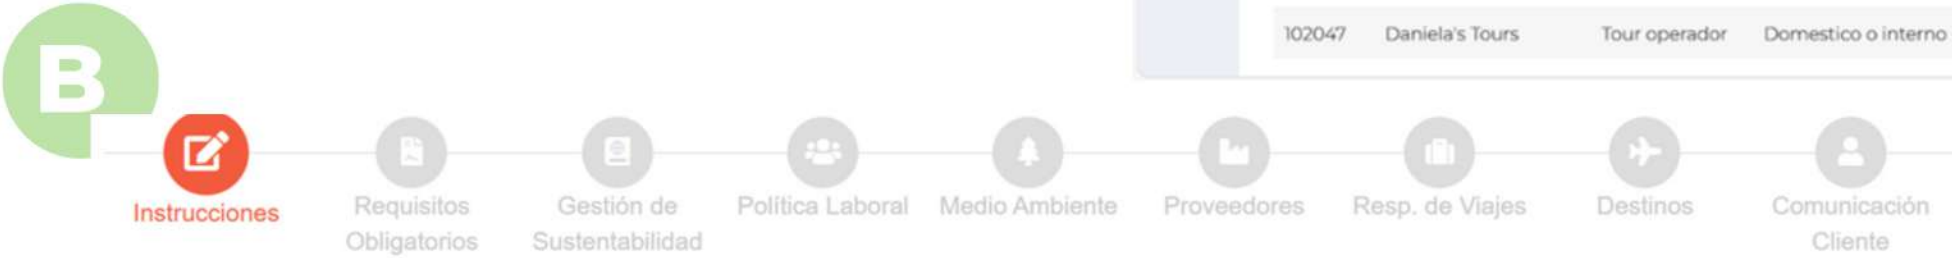 102047 Daniela's Tours Tour operador Domestico o interno
B
Instrucciones
Requisitos
Obligatorios
Gestión de
Sustentabilidad
Política Laboral
Medio Ambiente
Proveedores
Resp. de Viajes
Destinos
Comunicación
Cliente